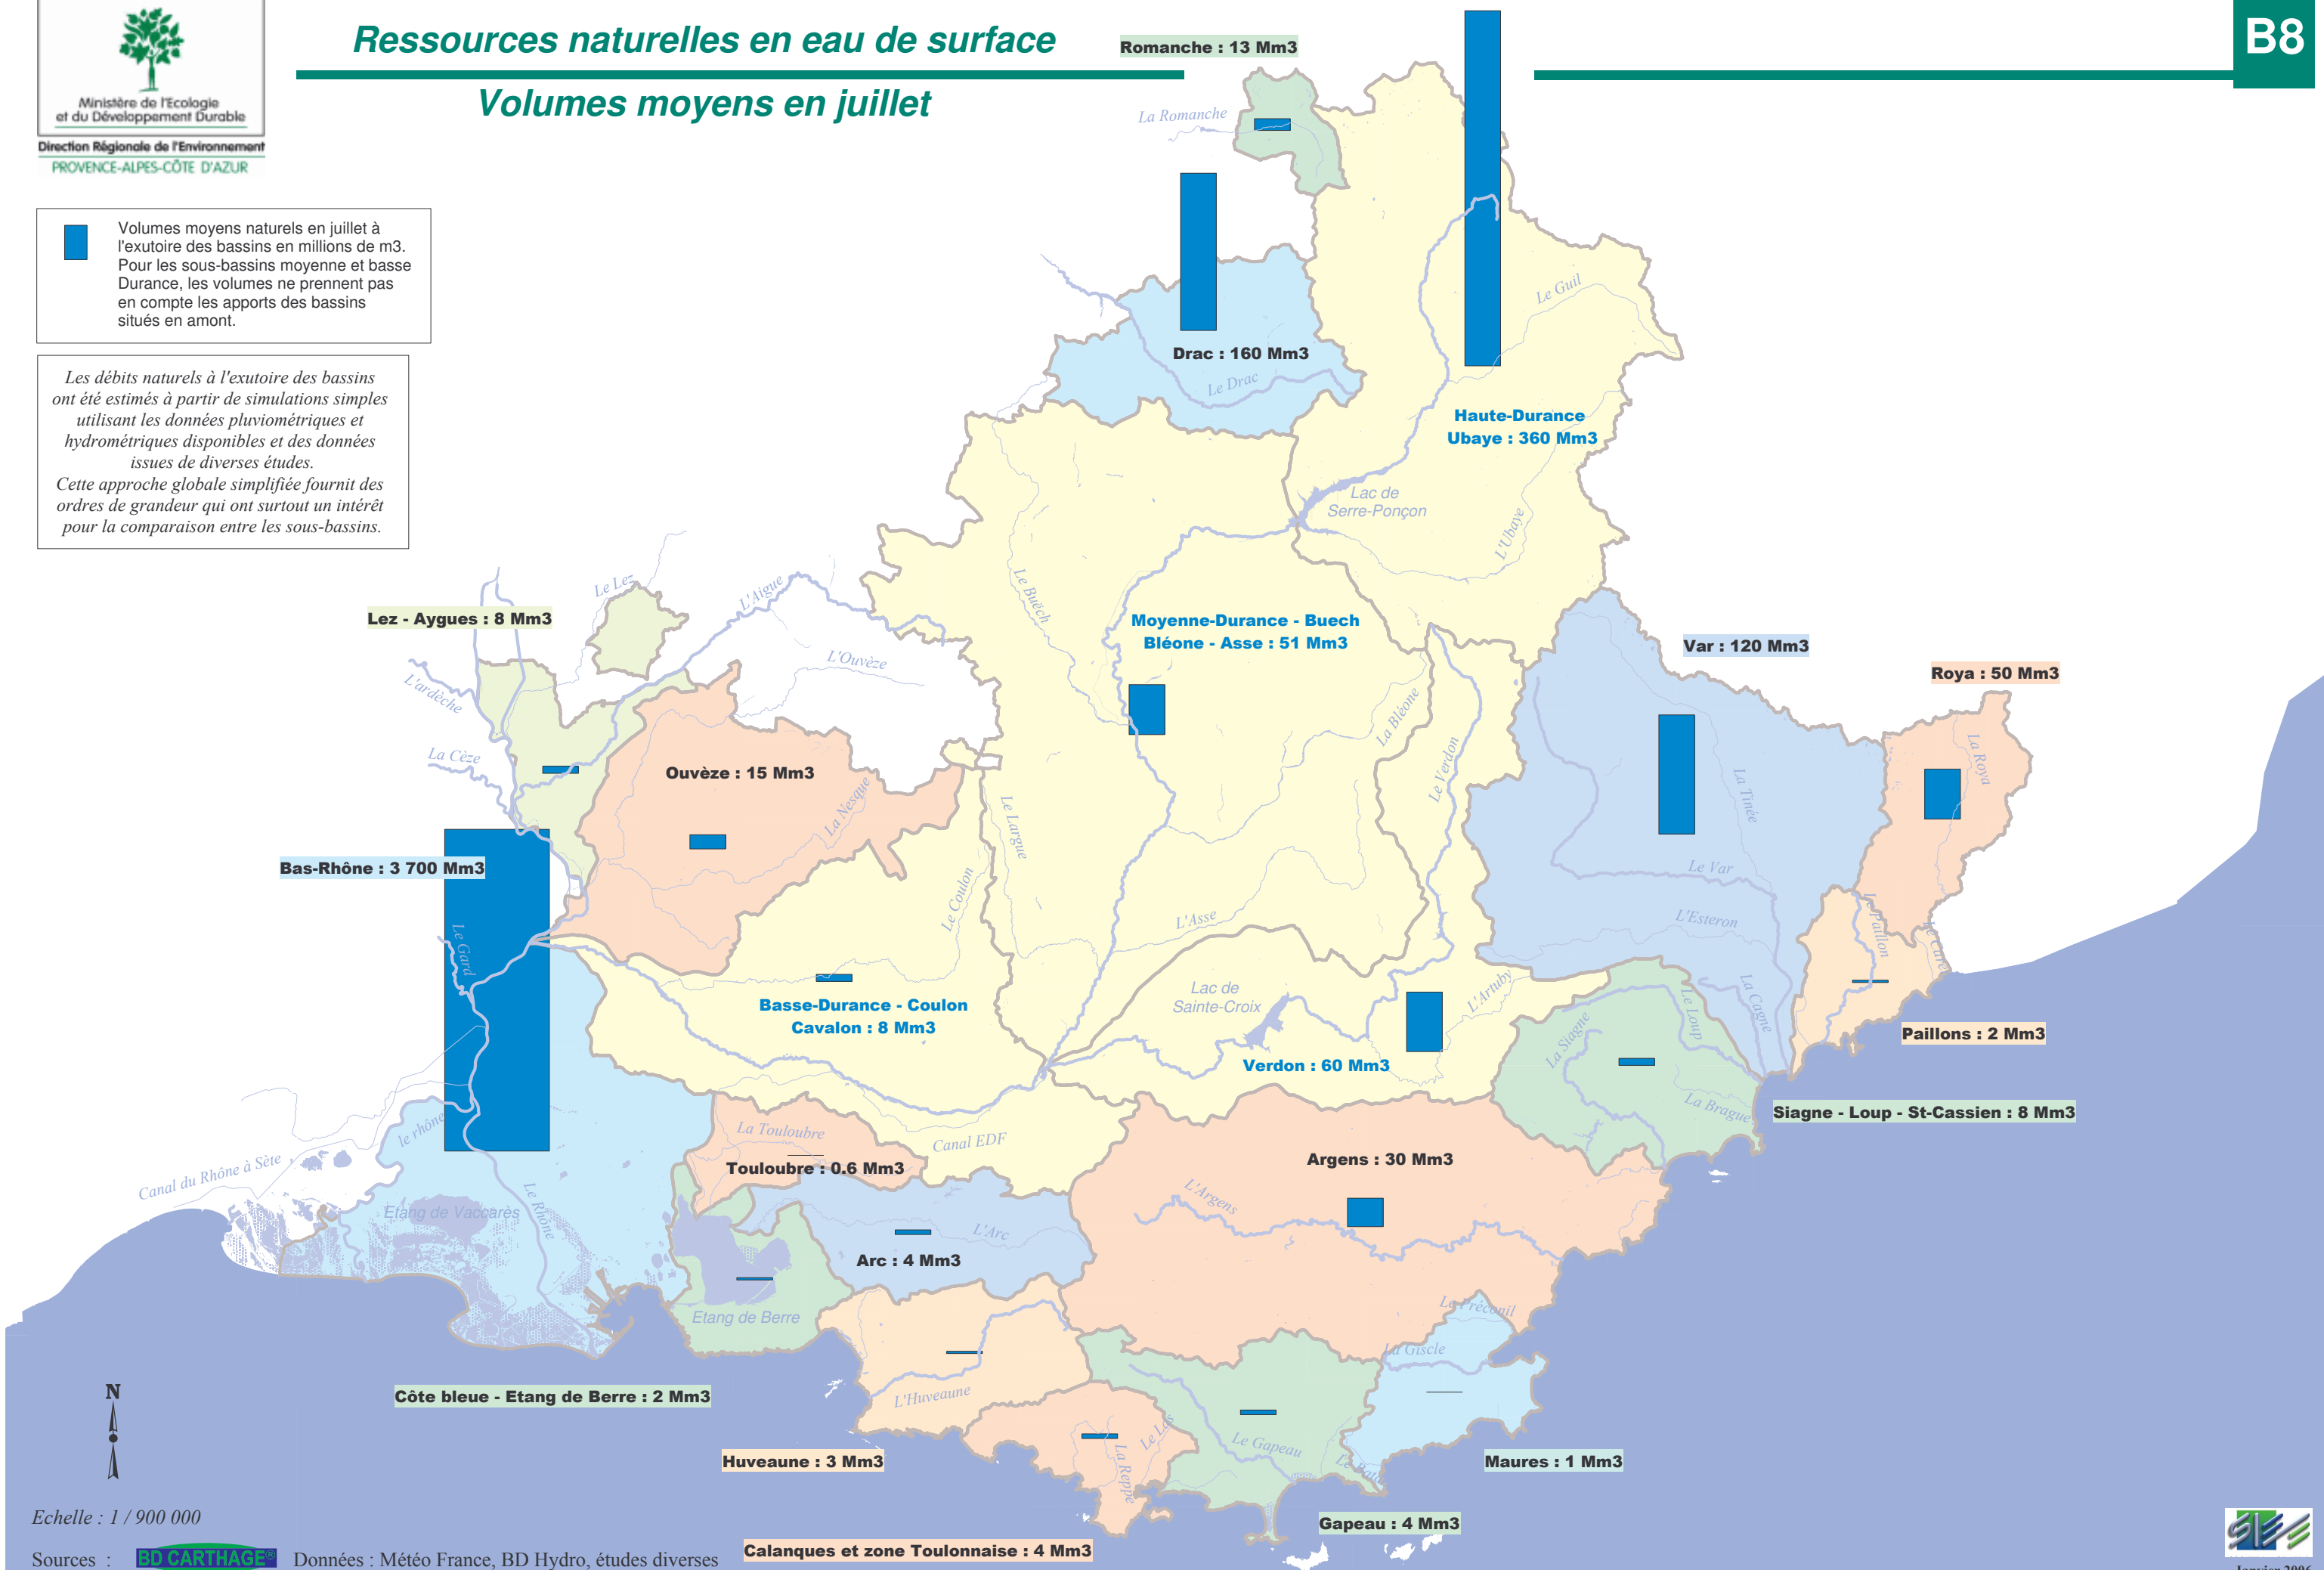 Ministère de l'Ecologie
et du Développement Durable
Direction Régionale de l'Environnement
PROVENCE-ALPES-CÔTE D'AZUR
Ressources naturelles en eau de surface
Volumes moyens en juillet
B8
Volumes moyens naturels en juillet à
l'exutoire des bassins en millions de m3.
Pour les sous-bassins moyenne et basse
Durance, les volumes ne prennent pas
en compte les apports des bassins
situés en amont.
Les débits naturels à l'exutoire des bassins
ont été estimés à partir de simulations simples
utilisant les données pluviométriques et
hydrométriques disponibles et des données
issues de diverses études.
Cette approche globale simplifiée fournit des
ordres de grandeur qui ont surtout un intérêt
pour la comparaison entre les sous-bassins.
Romanche : 13 Mm3
La Romanche
Le Guil
Drac : 160 Mm3
Le Drac
Haute-Durance
Ubaye : 360 Mm3
Lac de
Serre-Ponçon
L'Ubaye
Le Lez
L'Aigue
Le Buëch
Lez - Aygues : 8 Mm3
Moyenne-Durance - Buech
Bléone - Asse : 51 Mm3
Var : 120 Mm3
L'Ouvèze
Roya : 50 Mm3
L'ardèche
La Bléone
La Cèze
Le Verdon
La Roya
Ouvèze : 15 Mm3
La Nesque
La Tinée
Le Largue
Bas-Rhône : 3 700 Mm3
Le Var
Le Coulon
L'Asse
L'Esteron
Le Paillon
Le Carei
Le Gard
Lac de
Sainte-Croix
L'Artuby
La Cagne
Le Loup
Basse-Durance - Coulon
Cavalon : 8 Mm3
La Siagne
Paillons : 2 Mm3
Verdon : 60 Mm3
La Brague
Siagne - Loup - St-Cassien : 8 Mm3
le rhône
La Touloubre
Canal EDF
Touloubre : 0.6 Mm3
Argens : 30 Mm3
Canal du Rhône à Sète
Le Rhône
Etang de Vaccarès
L'Argens
L'Arc
Arc : 4 Mm3
Etang de Berre
Le Préconil
La Giscle
Côte bleue - Etang de Berre : 2 Mm3
L'Huveaune
Le Las
La Reppe
Le Gapeau
Huveaune : 3 Mm3
Maures : 1 Mm3
Gapeau : 4 Mm3
Calanques et zone Toulonnaise : 4 Mm3
N
Echelle : 1 / 900 000
Sources : BD CARTHAGE® Données : Météo France, BD Hydro, études diverses
Janvier 2006